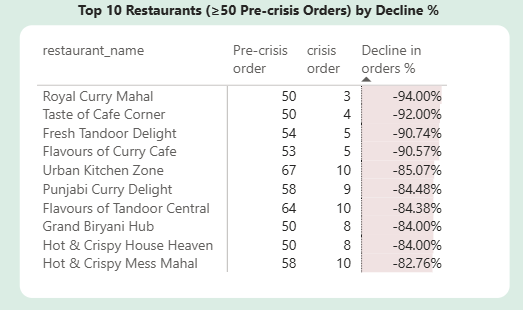 Top 10 Restaurants (≥50 Pre-crisis Orders) by Decline %
restaurant_name Pre-crisis order crisis order Decline in orders %
Royal Curry Mahal 50 3 -94.00%
Taste of Cafe Corner 50 4 -92.00%
Fresh Tandoor Delight 54 5 -90.74%
Flavours of Curry Cafe 53 5 -90.57%
Urban Kitchen Zone 67 10 -85.07%
Punjabi Curry Delight 58 9 -84.48%
Flavours of Tandoor Central 64 10 -84.38%
Grand Biryani Hub 50 8 -84.00%
Hot & Crispy House Heaven 50 8 -84.00%
Hot & Crispy Mess Mahal 58 10 -82.76%